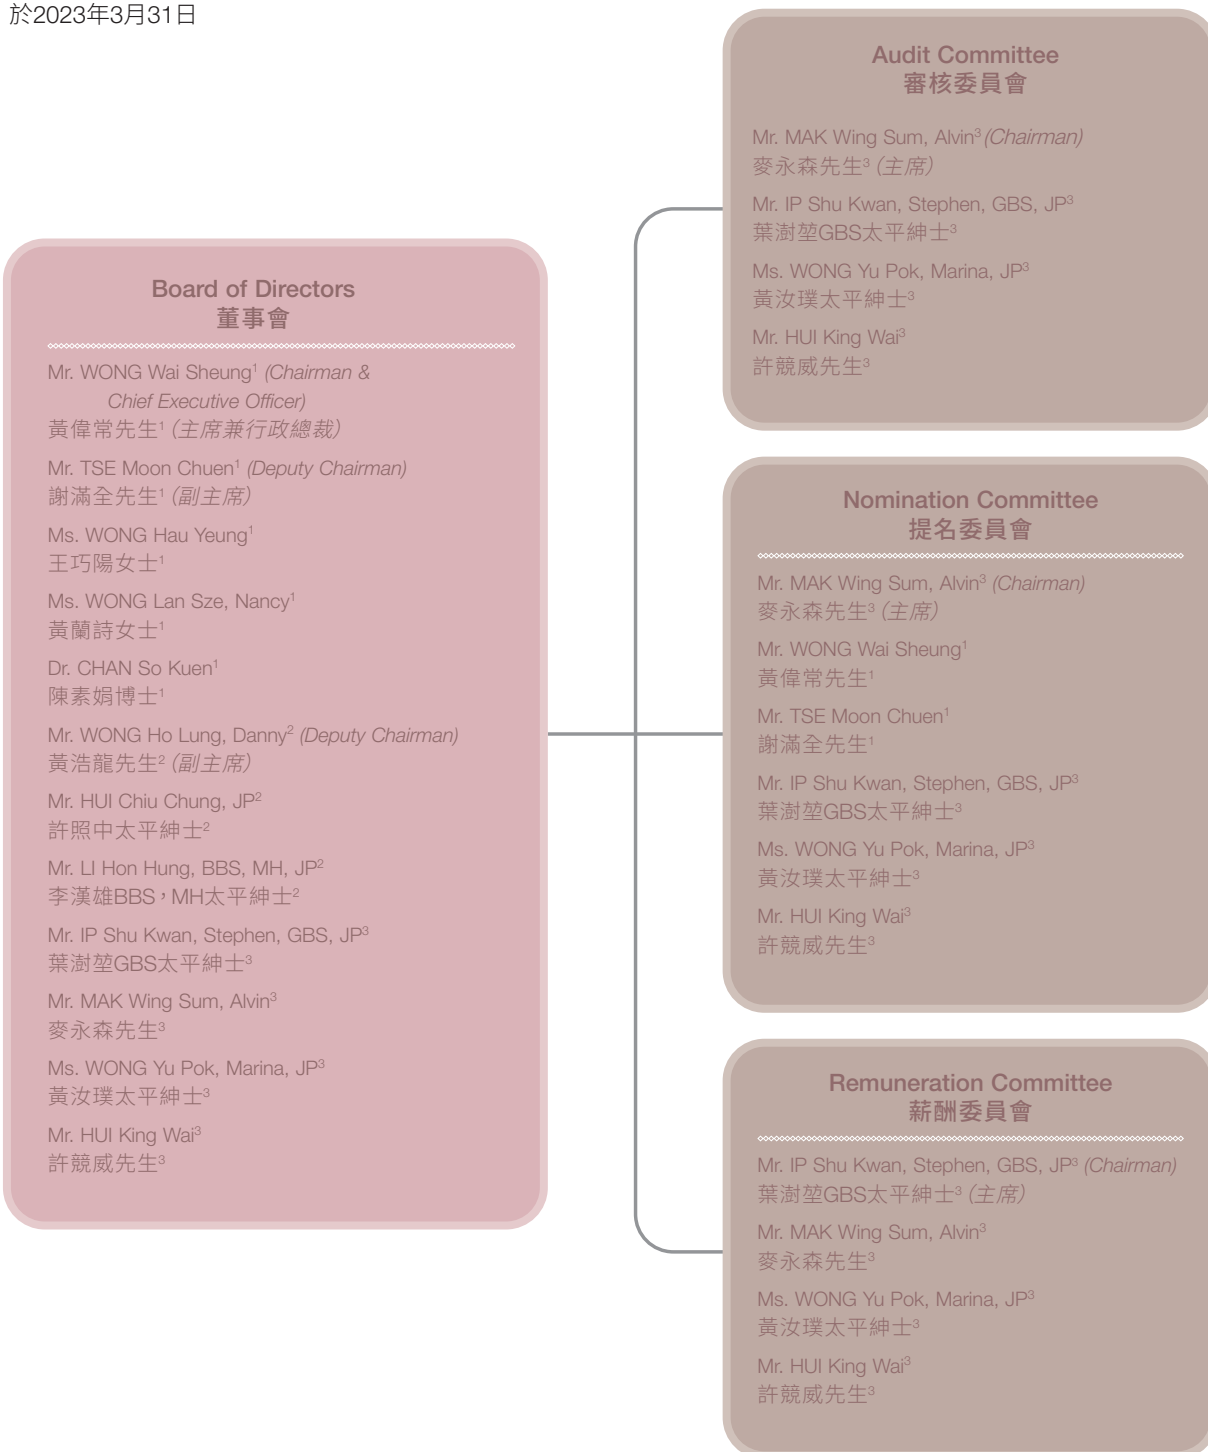 於2023年3月31日
Board of Directors
董事會
Mr. WONG Wai Sheung¹ (Chairman &
Chief Executive Officer)
黃偉常先生¹（主席兼行政總裁）
Mr. TSE Moon Chuen¹ (Deputy Chairman)
謝滿全先生¹（副主席）
Ms. WONG Hau Yeung¹
王巧陽女士¹
Ms. WONG Lan Sze, Nancy¹
黃蘭詩女士¹
Dr. CHAN So Kuen¹
陳素娟博士¹
Mr. WONG Ho Lung, Danny² (Deputy Chairman)
黃浩龍先生²（副主席）
Mr. HUI Chiu Chung, JP²
許照中太平紳士²
Mr. LI Hon Hung, BBS, MH, JP²
李漢雄BBS，MH太平紳士²
Mr. IP Shu Kwan, Stephen, GBS, JP³
葉澍堃GBS太平紳士³
Mr. MAK Wing Sum, Alvin³
麥永森先生³
Ms. WONG Yu Pok, Marina, JP³
黃汝璞太平紳士³
Mr. HUI King Wai³
許競威先生³
Audit Committee
審核委員會
Mr. MAK Wing Sum, Alvin³ (Chairman)
麥永森先生³（主席）
Mr. IP Shu Kwan, Stephen, GBS, JP³
葉澍堃GBS太平紳士³
Ms. WONG Yu Pok, Marina, JP³
黃汝璞太平紳士³
Mr. HUI King Wai³
許競威先生³
Nomination Committee
提名委員會
Mr. MAK Wing Sum, Alvin³ (Chairman)
麥永森先生³（主席）
Mr. WONG Wai Sheung¹
黃偉常先生¹
Mr. TSE Moon Chuen¹
謝滿全先生¹
Mr. IP Shu Kwan, Stephen, GBS, JP³
葉澍堃GBS太平紳士³
Ms. WONG Yu Pok, Marina, JP³
黃汝璞太平紳士³
Mr. HUI King Wai³
許競威先生³
Remuneration Committee
薪酬委員會
Mr. IP Shu Kwan, Stephen, GBS, JP³ (Chairman)
葉澍堃GBS太平紳士³（主席）
Mr. MAK Wing Sum, Alvin³
麥永森先生³
Ms. WONG Yu Pok, Marina, JP³
黃汝璞太平紳士³
Mr. HUI King Wai³
許競威先生³